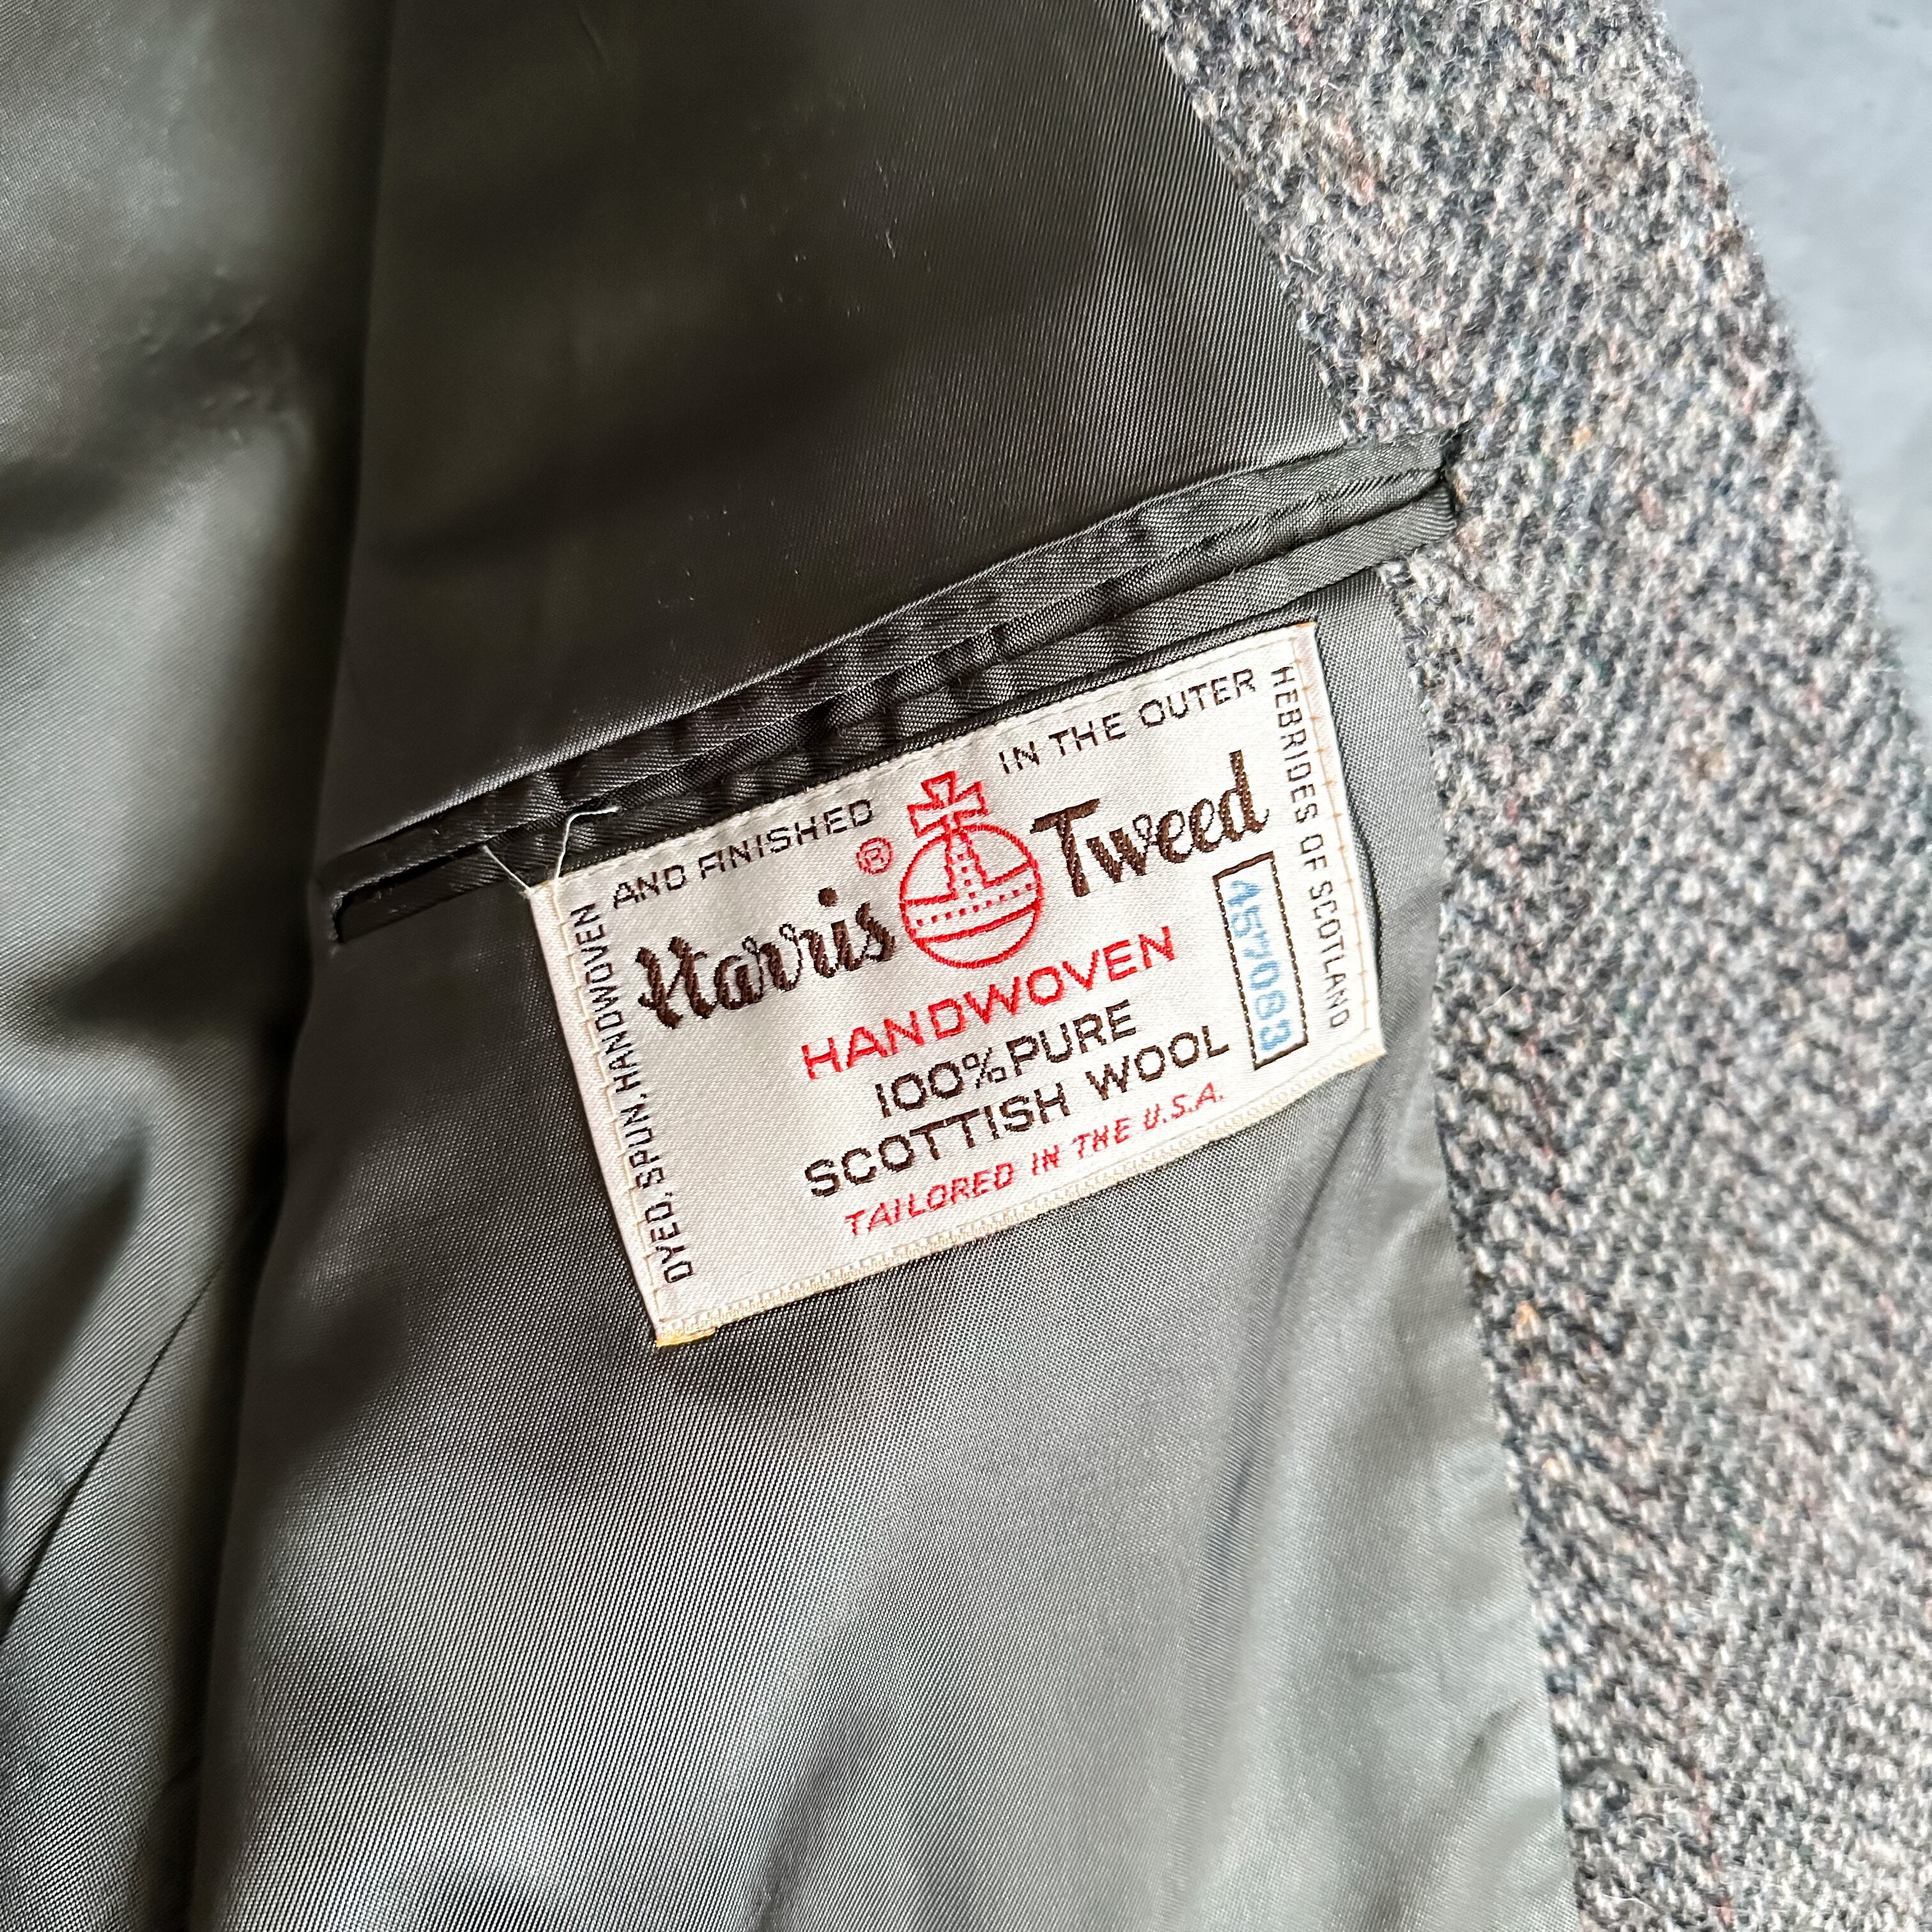 DYED, SPUN, HANDWOVEN
AND FINISHED
IN THE OUTER
HEBRIDES OF SCOTLAND
Harris ® Tweed
HANDWOVEN
100% PURE
SCOTTISH WOOL
TAILORED IN THE U.S.A.
4577083